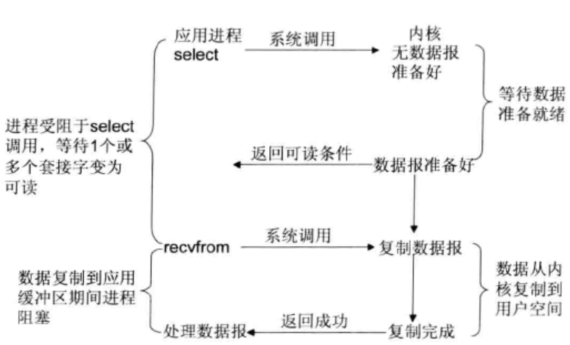 应用进程
select
系统调用
内核
无数据报
准备好
等待数据
准备就绪
进程受阻于select
调用，等待1个或
多个套接字变为
可读
返回可读条件
数据报准备好
recvfrom
系统调用
复制数据报
数据复制到应用
缓冲区期间进程
阻塞
数据从内
核复制到
用户空间
处理数据报
返回成功
复制完成